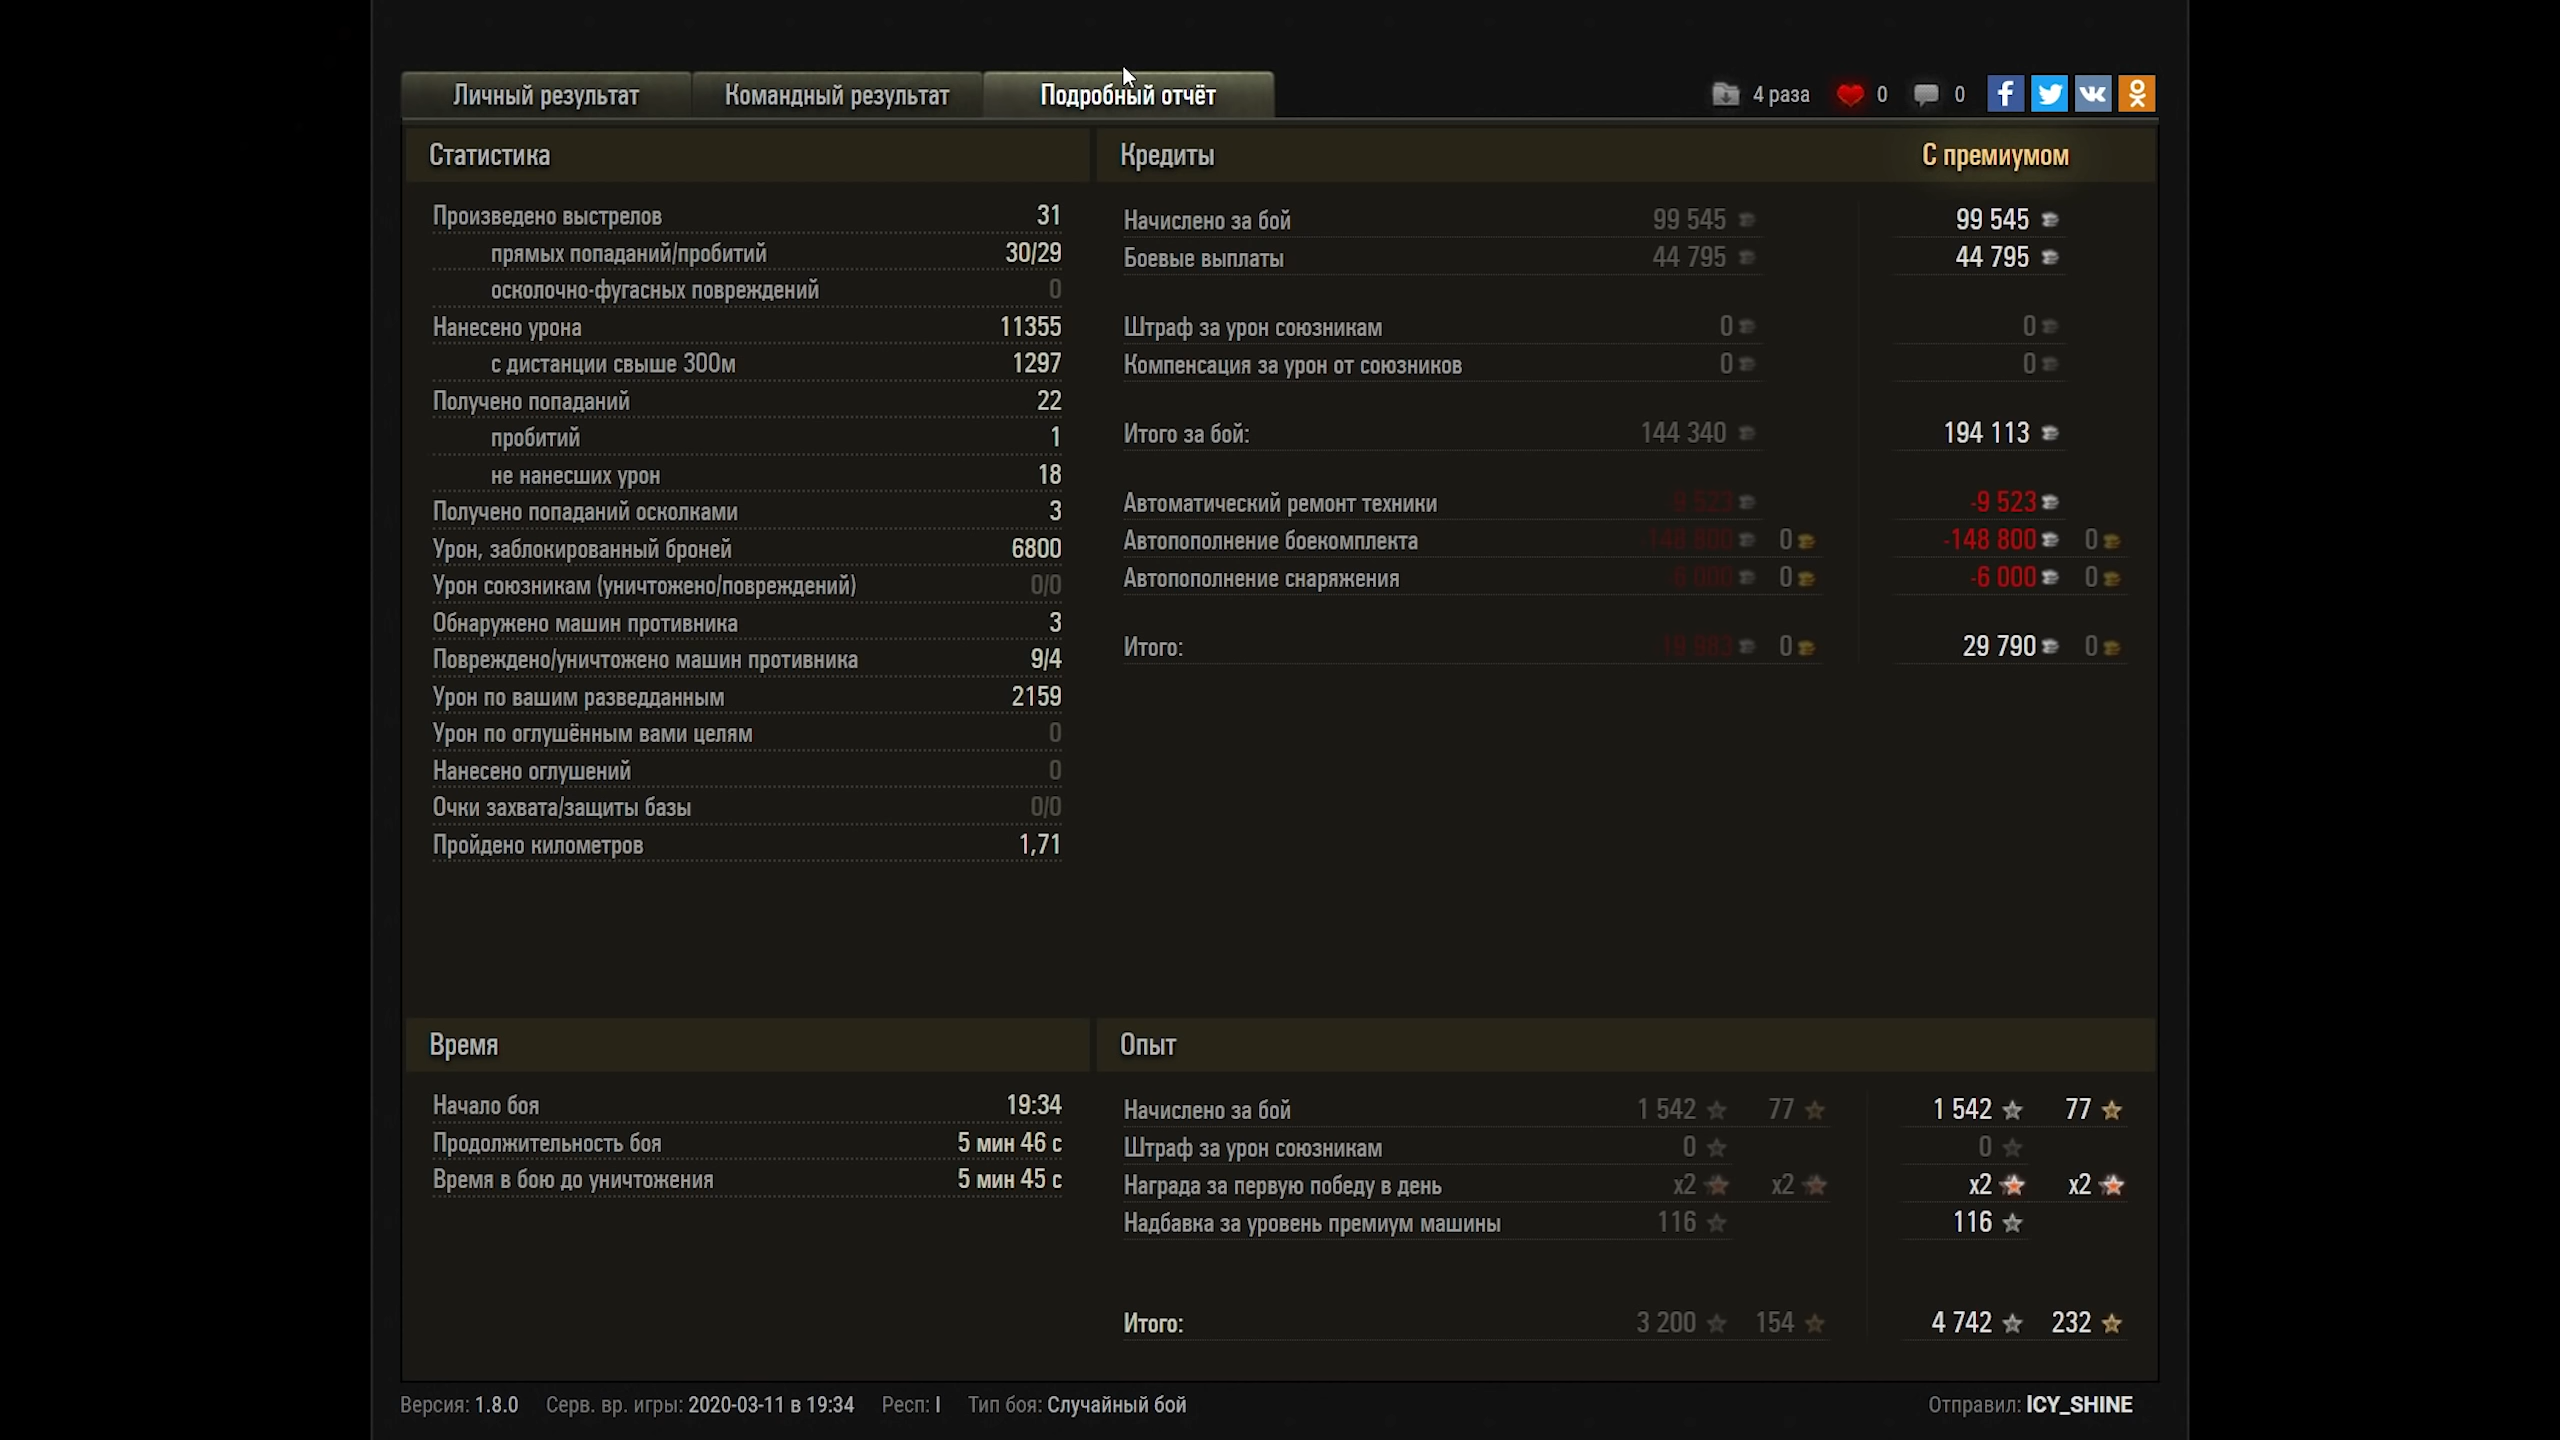 Личный результат Командный результат Подробный отчёт 4 раза 0 0
Статистика
Произведено выстрелов 31
прямых попаданий/пробитий 30/29
осколочно-фугасных повреждений 0
Нанесено урона 11355
с дистанции свыше 300м 1297
Получено попаданий 22
пробитий 1
не нанесших урон 18
Получено попаданий осколками 3
Урон, заблокированный броней 6800
Урон союзникам (уничтожено/повреждений) 0/0
Обнаружено машин противника 3
Повреждено/уничтожено машин противника 9/4
Урон по вашим разведданным 2159
Урон по оглушённым вами целям 0
Нанесено оглушений 0
Очки захвата/защиты базы 0/0
Пройдено километров 1,71
Кредиты С премиумом
Начислено за бой 99 545 99 545
Боевые выплаты 44 795 44 795
Штраф за урон союзникам 0 0
Компенсация за урон от союзников 0 0
Итого за бой: 144 340 194 113
Автоматический ремонт техники -9 523 -9 523
Автопополнение боекомплекта -148 800 0 -148 800 0
Автопополнение снаряжения -6 000 0 -6 000 0
Итого: 0 29 790 0
Время
Начало боя 19:34
Продолжительность боя 5 мин 46 с
Время в бою до уничтожения 5 мин 45 с
Опыт
Начислено за бой 1 542 77 1 542 77
Штраф за урон союзникам 0 0
Награда за первую победу в день x2 x2 x2 x2
Надбавка за уровень премиум машины 116 116
Итого: 3 200 154 4 742 232
Версия: 1.8.0 Серв. вр. игры: 2020-03-11 в 19:34 Респ: I Тип боя: Случайный бой Отправил: ICY_SHINE